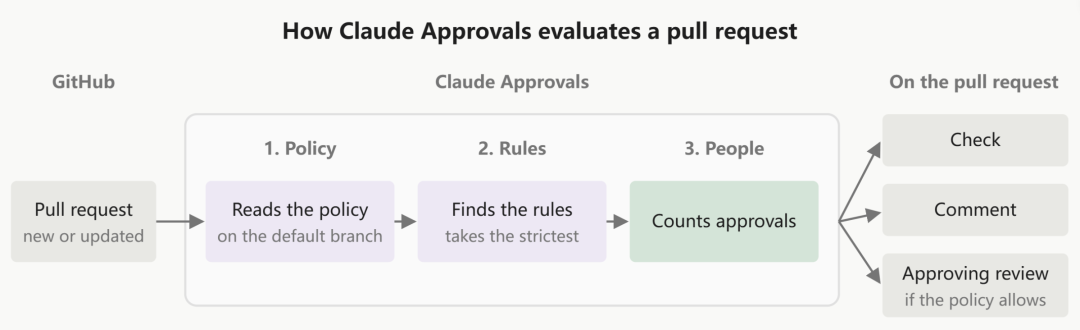 How Claude Approvals evaluates a pull request
GitHub
Claude Approvals
On the pull request
1. Policy
2. Rules
3. People
Pull request
new or updated
Reads the policy
on the default branch
Finds the rules
takes the strictest
Counts approvals
Check
Comment
Approving review
if the policy allows